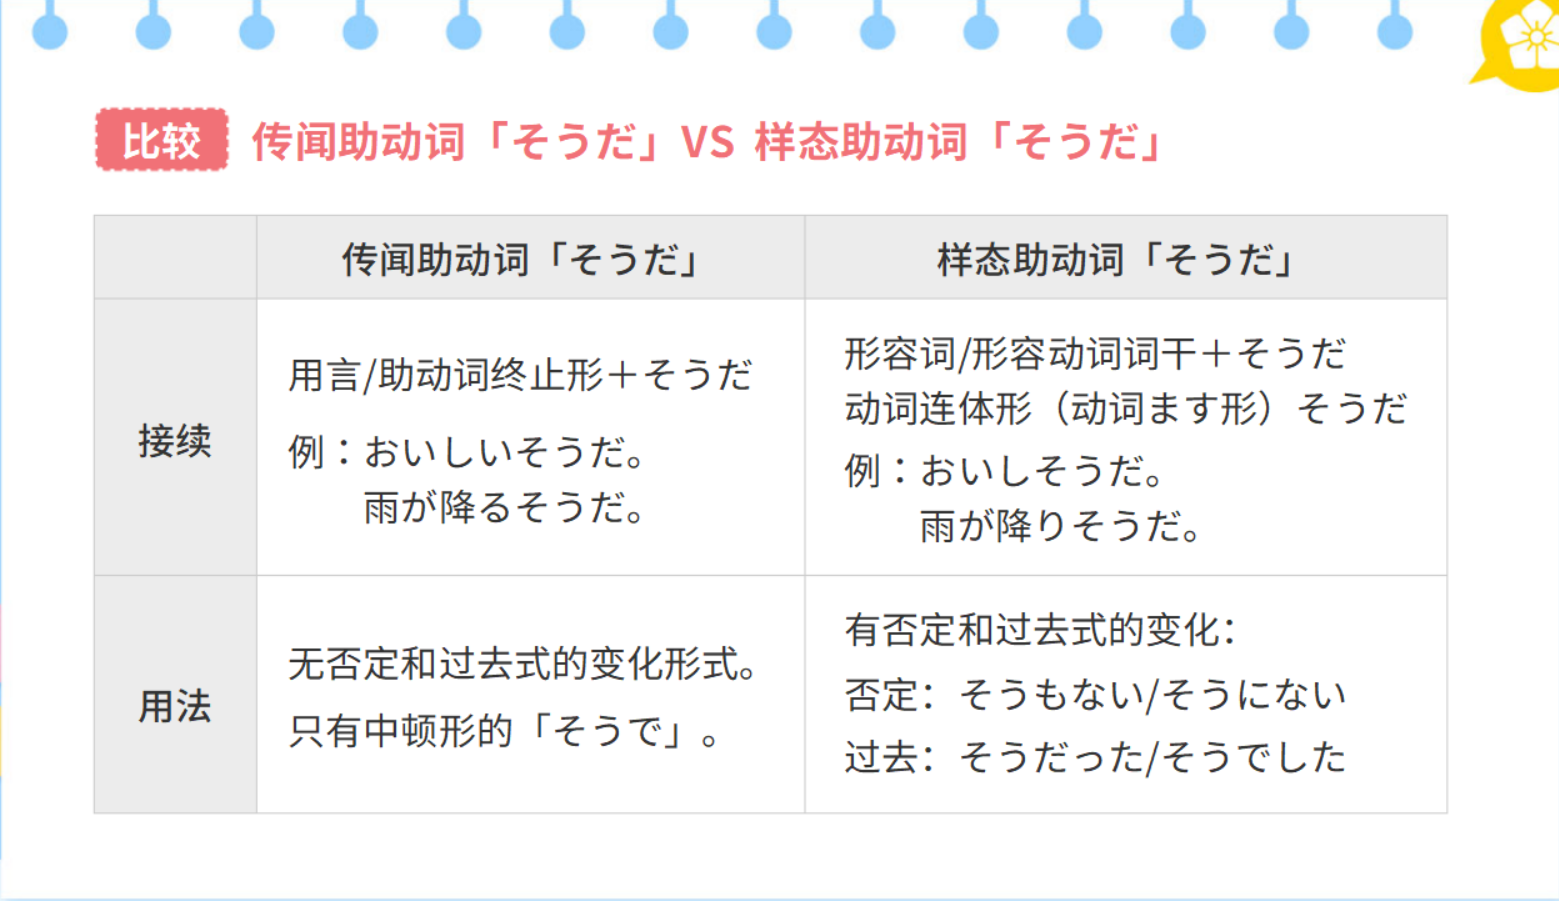 比较 传闻助动词「そうだ」VS 样态助动词「そうだ」
传闻助动词「そうだ」
样态助动词「そうだ」
接续
用言/助动词终止形＋そうだ
例：おいしいそうだ。
雨が降るそうだ。
形容词/形容动词词干＋そうだ
动词连体形（动词ます形）そうだ
例：おいしそうだ。
雨が降りそうだ。
用法
无否定和过去式的变化形式。
只有中顿形的「そうで」。
有否定和过去式的变化：
否定：そうもない/そうにない
过去：そうだった/そうでした